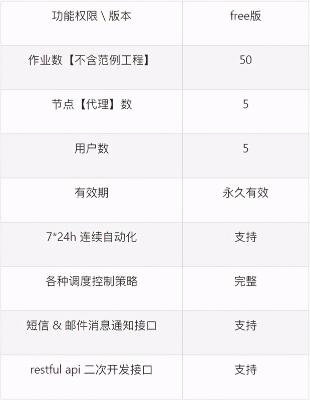 功能权限 \ 版本 free版
作业数【不含范例工程】 50
节点【代理】数 5
用户数 5
有效期 永久有效
7*24h 连续自动化 支持
各种调度控制策略 完整
短信 & 邮件消息通知接口 支持
restful api 二次开发接口 支持